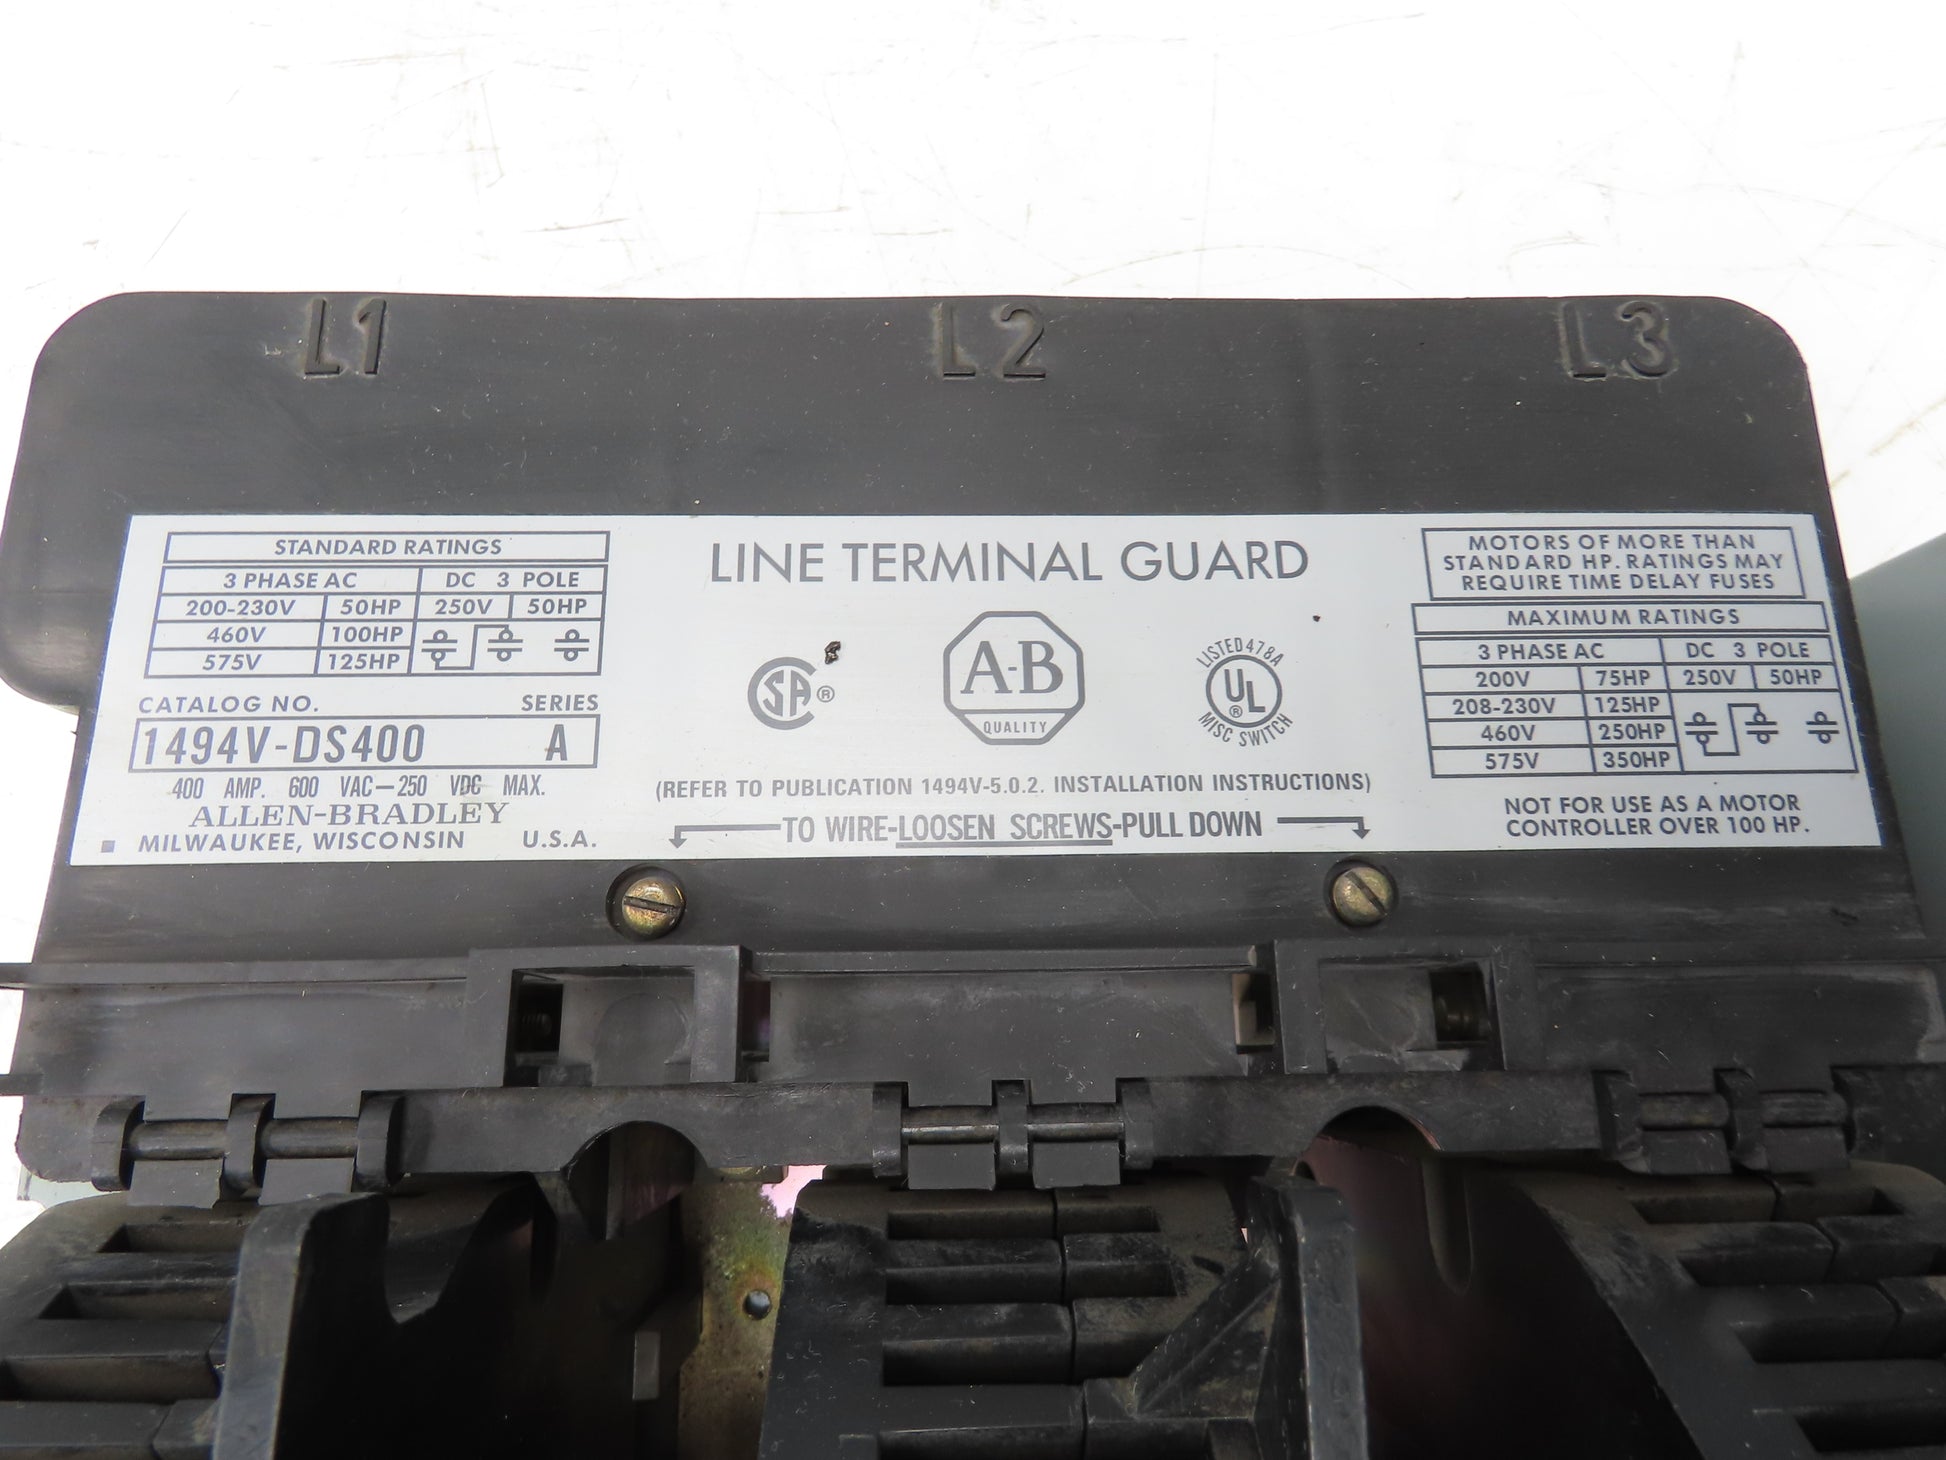 L1 L2 L3
STANDARD RATINGS
3 PHASE AC DC 3 POLE
200-230V 50HP 250V 50HP
460V 100HP
575V 125HP
CATALOG NO. SERIES
1494V-DS400 A
400 AMP. 600 VAC-250 VDC MAX.
ALLEN-BRADLEY
MILWAUKEE, WISCONSIN U.S.A.
LINE TERMINAL GUARD
SA ®
A-B
QUALITY
LISTED 478A
UL ®
MISC SWITCH
(REFER TO PUBLICATION 1494V-5.0.2. INSTALLATION INSTRUCTIONS)
TO WIRE-LOOSEN SCREWS-PULL DOWN
MOTORS OF MORE THAN
STANDARD HP. RATINGS MAY
REQUIRE TIME DELAY FUSES
MAXIMUM RATINGS
3 PHASE AC DC 3 POLE
200V 75HP 250V 50HP
208-230V 125HP
460V 250HP
575V 350HP
NOT FOR USE AS A MOTOR
CONTROLLER OVER 100 HP.